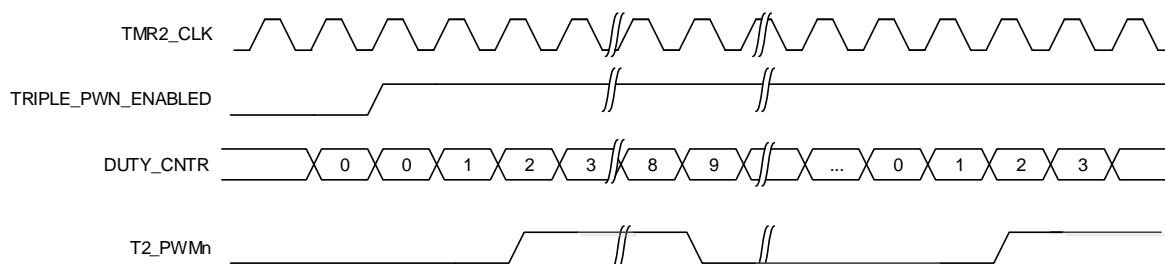 TMR2_CLK
TRIPLE_PWN_ENABLED
DUTY_CNTR 0 0 1 2 3 8 9 ... 0 1 2 3
T2_PWMn